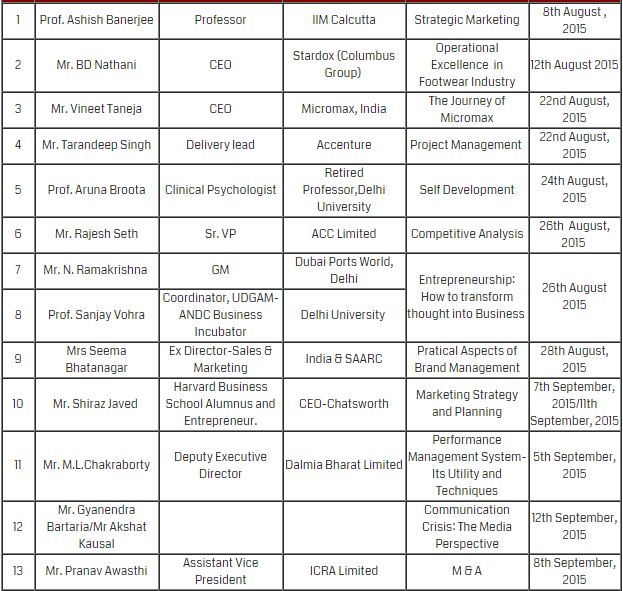 1 Prof. Ashish Banerjee Professor IIM Calcutta Strategic Marketing 8th August , 2015
2 Mr. BD Nathani CEO Stardox (Columbus Group) Operational Excellence in Footwear Industry 12th August 2015
3 Mr. Vineet Taneja CEO Micromax, India The Journey of Micromax 22nd August, 2015
4 Mr. Tarandeep Singh Delivery lead Accenture Project Management 22nd August, 2015
5 Prof. Aruna Broota Clinical Psychologist Retired Professor,Delhi University Self Development 24th August, 2015
6 Mr. Rajesh Seth Sr. VP ACC Limited Competitive Analysis 26th August, 2015
7 Mr. N. Ramakrishna GM Dubai Ports World, Delhi Entrepreneurship: How to transform thought into Business 26th August 2015
8 Prof. Sanjay Vohra Coordinator, UDGAM-ANDC Business Incubator Delhi University
9 Mrs Seema Bhatanagar Ex Director-Sales & Marketing India & SAARC Pratical Aspects of Brand Management 28th August, 2015
10 Mr. Shiraz Javed Harvard Business School Alumnus and Entrepreneur. CEO-Chatsworth Marketing Strategy and Planning 7th September, 2015/11th September, 2015
11 Mr. M.L.Chakraborty Deputy Executive Director Dalmia Bharat Limited Performance Management System-Its Utility and Techniques 5th September, 2015
12 Mr. Gyanendra Bartaria/Mr Akshat Kausal Communication Crisis: The Media Perspective 12th September, 2015
13 Mr. Pranav Awasthi Assistant Vice President ICRA Limited M & A 8th September, 2015